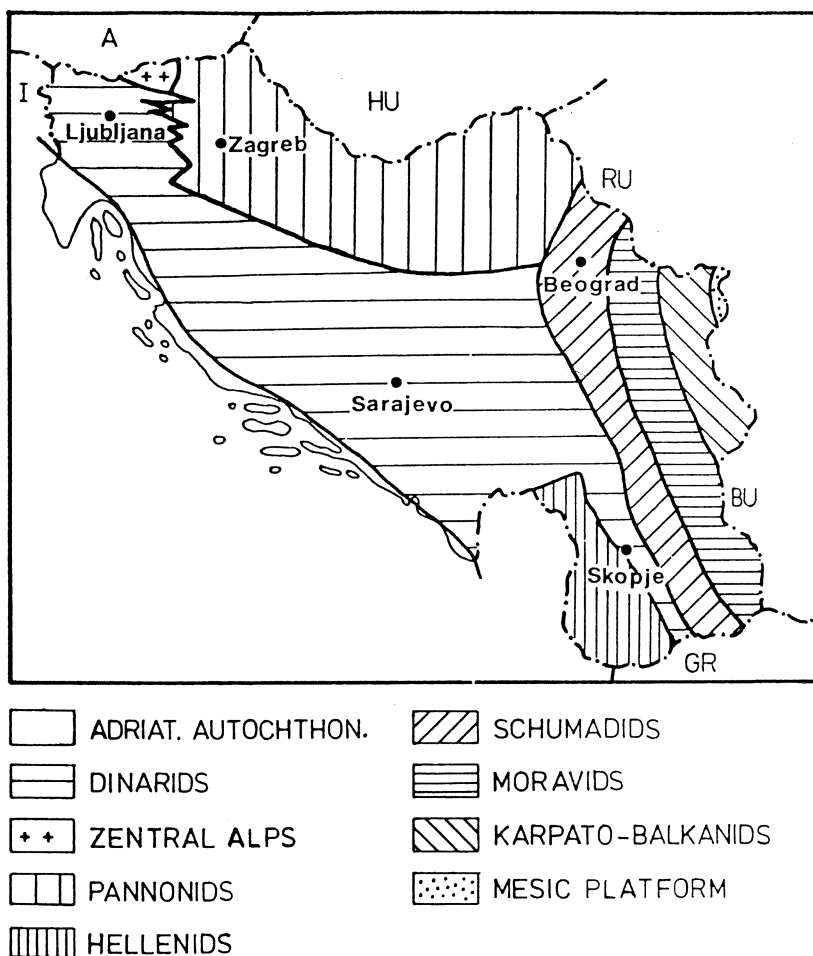 A
I
HU
Ljubljana
Zagreb
RU
Beograd
Sarajevo
BU
Skopje
GR
ADRIAT. AUTOCHTHON.
DINARIDS
ZENTRAL ALPS
PANNONIDS
HELLENIDS
SCHUMADIDS
MORAVIDS
KARPATO-BALKANIDS
MESIC PLATFORM